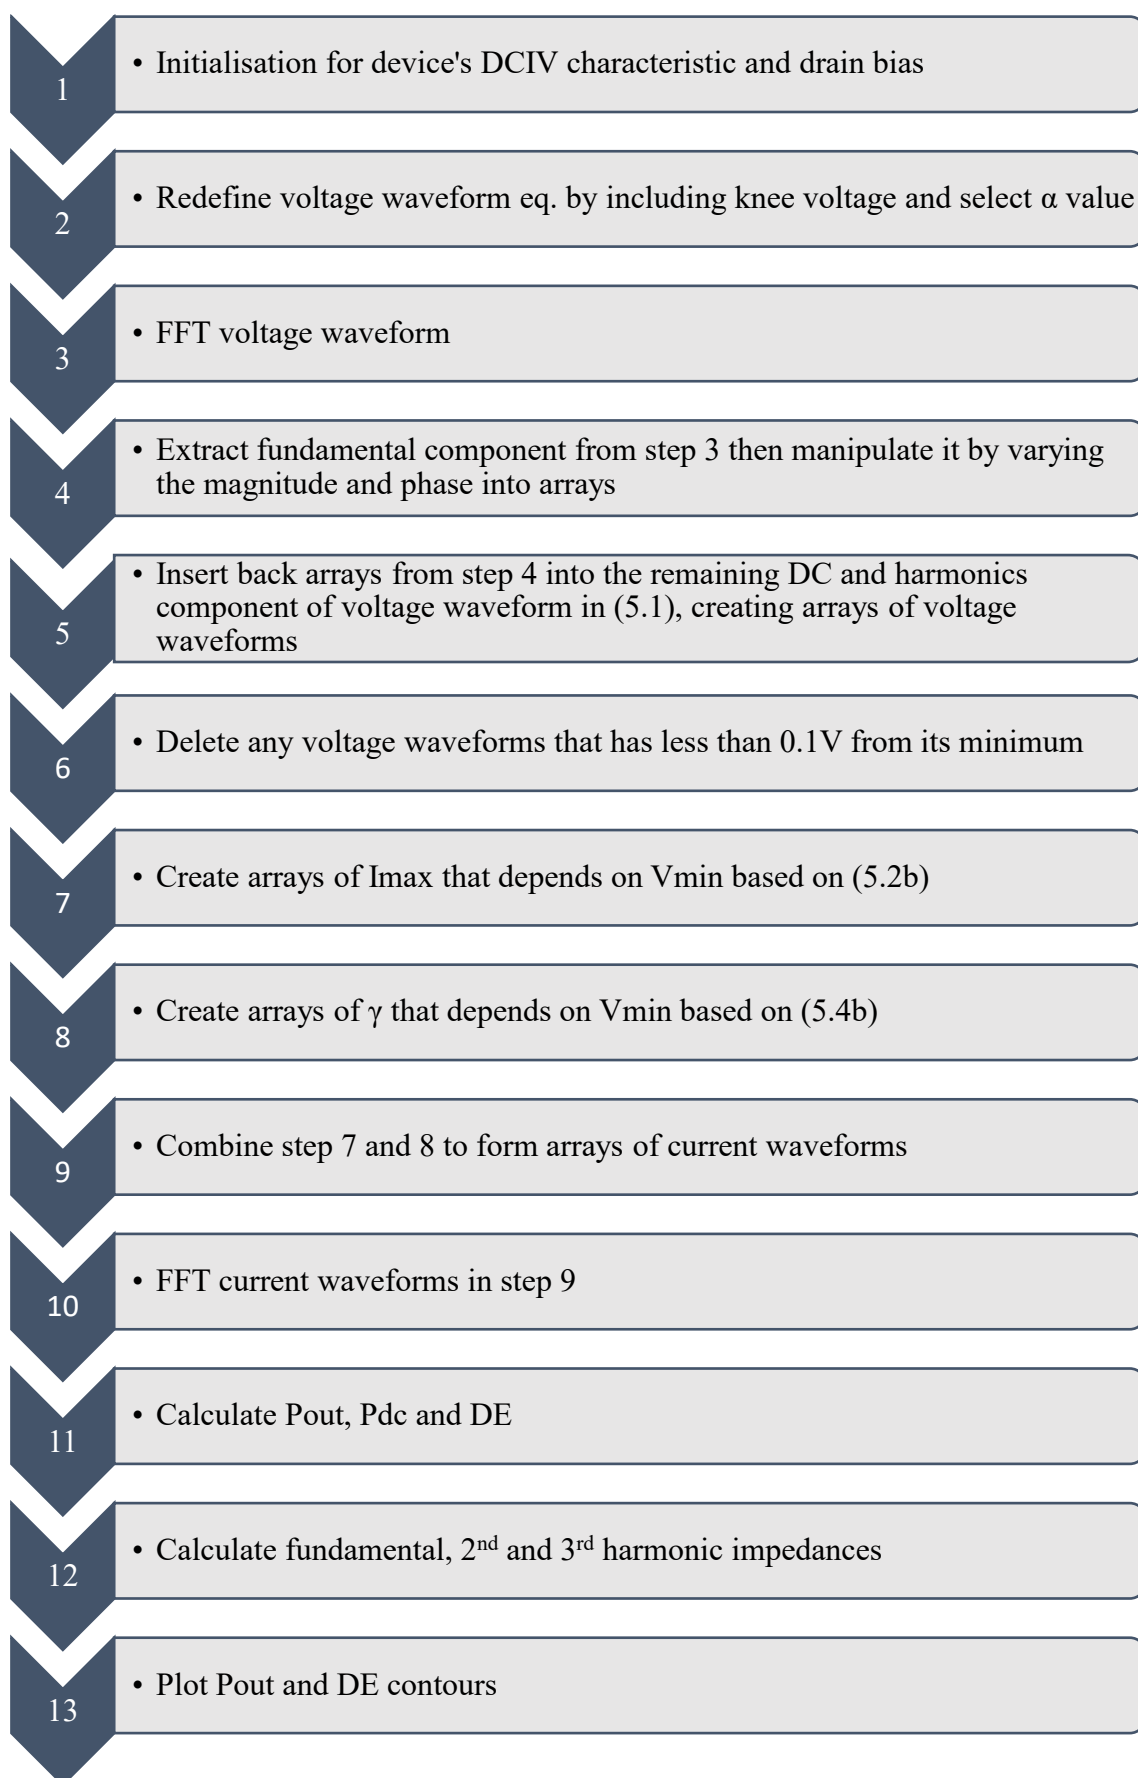 1
• Initialisation for device's DCIV characteristic and drain bias
2
• Redefine voltage waveform eq. by including knee voltage and select α value
3
• FFT voltage waveform
4
• Extract fundamental component from step 3 then manipulate it by varying
the magnitude and phase into arrays
5
• Insert back arrays from step 4 into the remaining DC and harmonics
component of voltage waveform in (5.1), creating arrays of voltage
waveforms
6
• Delete any voltage waveforms that has less than 0.1V from its minimum
7
• Create arrays of Imax that depends on Vmin based on (5.2b)
8
• Create arrays of γ that depends on Vmin based on (5.4b)
9
• Combine step 7 and 8 to form arrays of current waveforms
10
• FFT current waveforms in step 9
11
• Calculate Pout, Pdc and DE
12
• Calculate fundamental, 2nd and 3rd harmonic impedances
13
• Plot Pout and DE contours